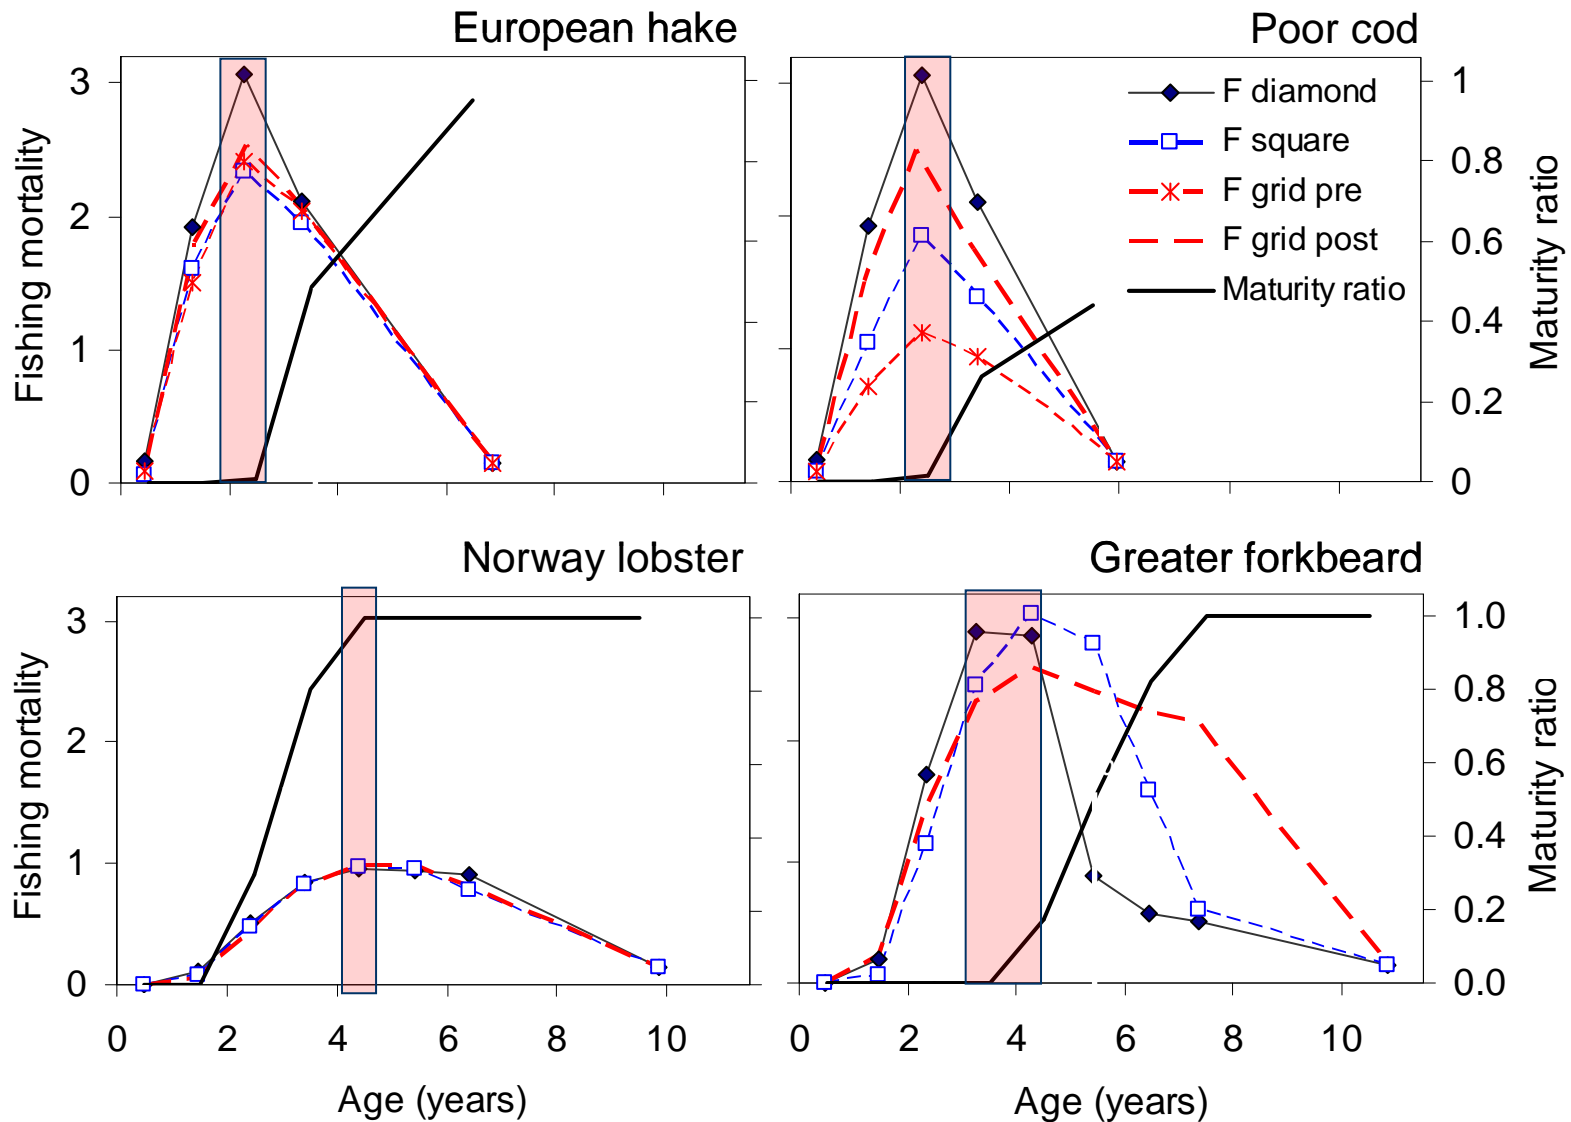 European hake
Poor cod
3
2
1
0
Fishing mortality
F diamond
F square
F grid pre
F grid post
Maturity ratio
1
0.8
0.6
0.4
0.2
0
Maturity ratio
Norway lobster
Greater forkbeard
3
2
1
0
Fishing mortality
1.0
0.8
0.6
0.4
0.2
0.0
Maturity ratio
0 2 4 6 8 10
0 2 4 6 8 10
Age (years)
Age (years)